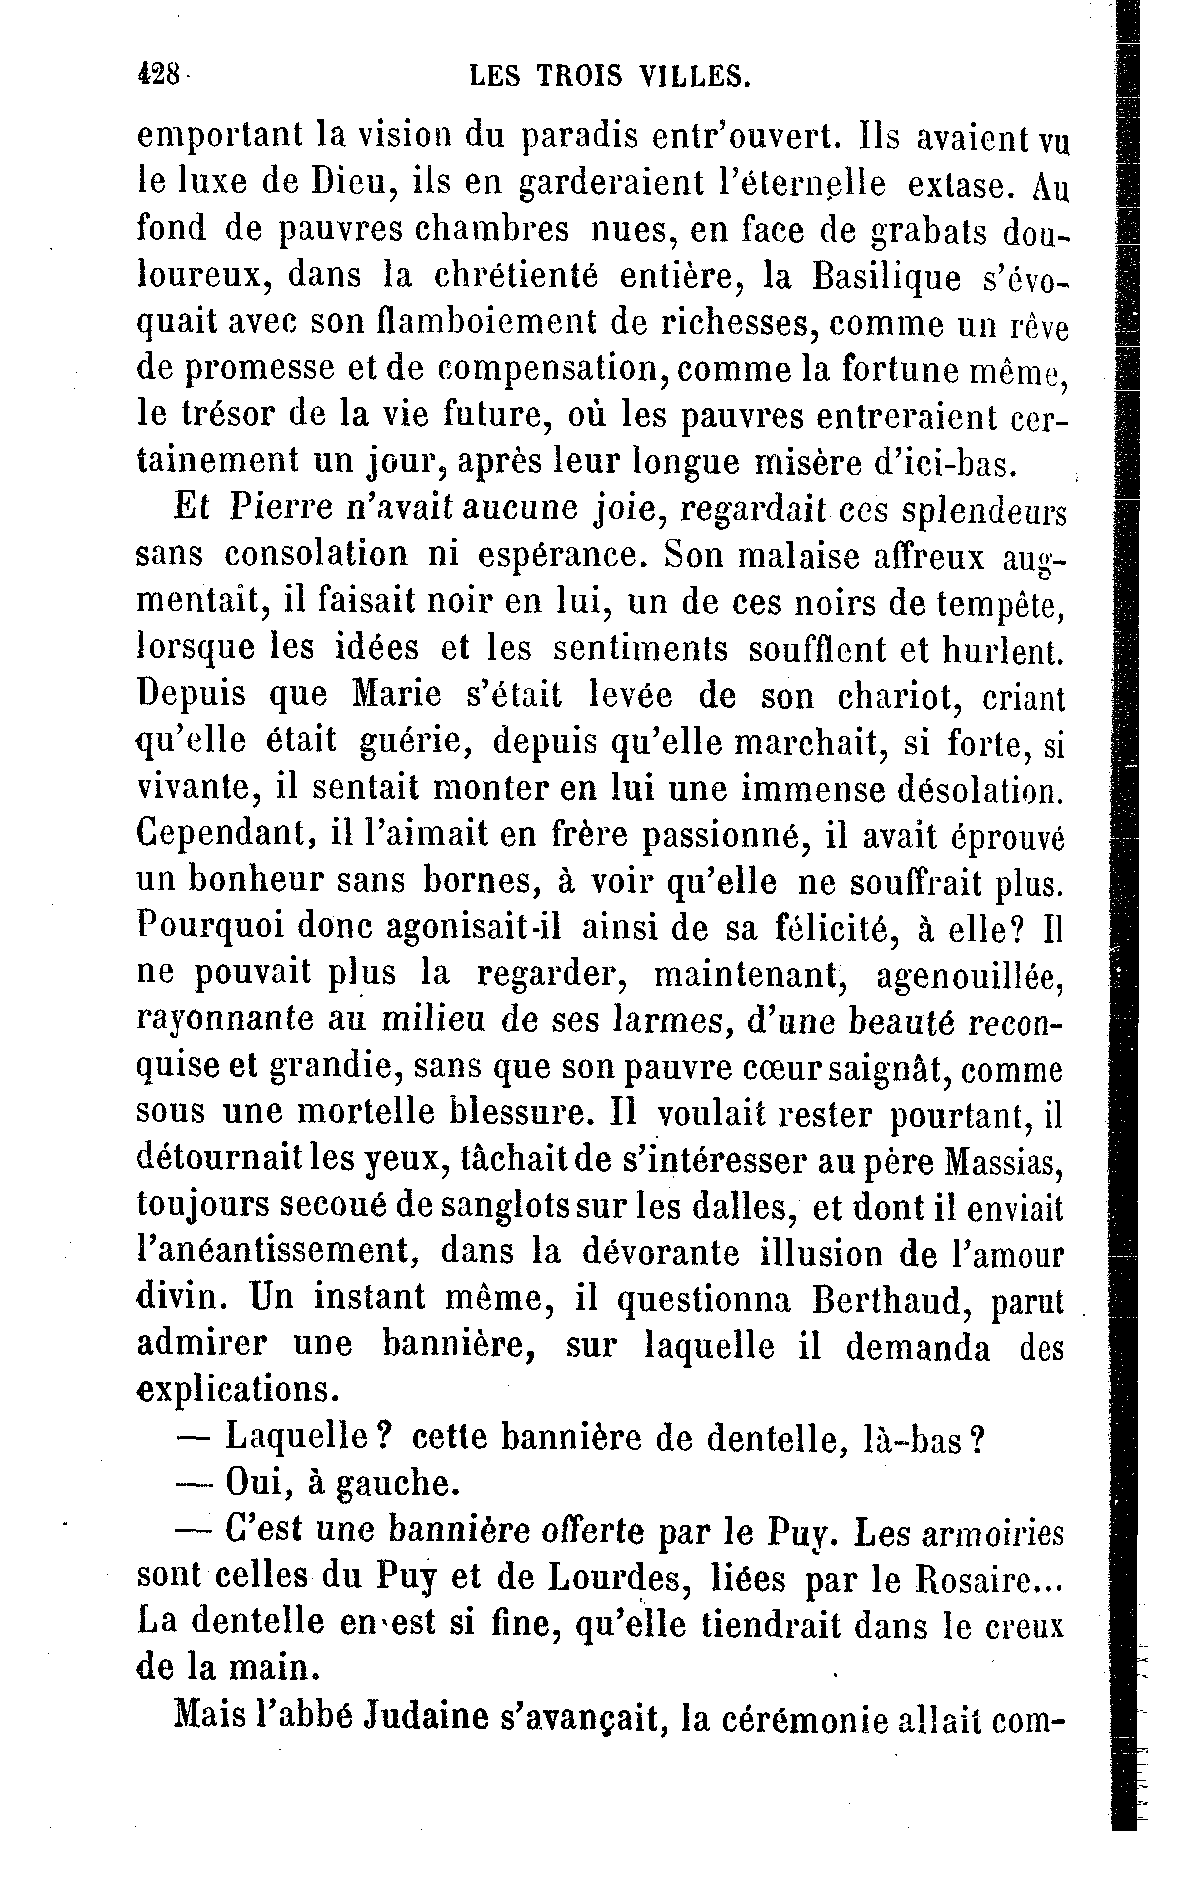 428 LES TROIS VILLES.
emportant la vision du paradis entr'ouvert. Ils avaient vu
le luxe de Dieu, ils en garderaient l'éternelle extase. Au
fond de pauvres chambres nues, en face de grabats dou-
loureux, dans la chrétienté entière, la Basilique s'évo-
quait avec son flamboiement de richesses, comme un rêve
de promesse et de compensation, comme la fortune même,
le trésor de la vie future, où les pauvres entreraient cer-
tainement un jour, après leur longue misère d'ici-bas.
Et Pierre n'avait aucune joie, regardait ces splendeurs
sans consolation ni espérance. Son malaise affreux aug-
mentait, il faisait noir en lui, un de ces noirs de tempête,
lorsque les idées et les sentiments soufflent et hurlent.
Depuis que Marie s'était levée de son chariot, criant
qu'elle était guérie, depuis qu'elle marchait, si forte, si
vivante, il sentait monter en lui une immense désolation.
Cependant, il l'aimait en frère passionné, il avait éprouvé
un bonheur sans bornes, à voir qu'elle ne souffrait plus.
Pourquoi donc agonisait-il ainsi de sa félicité, à elle? Il
ne pouvait plus la regarder, maintenant, agenouillée,
rayonnante au milieu de ses larmes, d'une beauté recon-
quise et grandie, sans que son pauvre cœur saignât, comme
sous une mortelle blessure. Il voulait rester pourtant, il
détournait les yeux, tâchait de s'intéresser au père Massias,
toujours secoué de sanglots sur les dalles, et dont il enviait
l'anéantissement, dans la dévorante illusion de l'amour
divin. Un instant même, il questionna Berthaud, parut
admirer une bannière, sur laquelle il demanda des
explications.
— Laquelle? cette bannière de dentelle, là-bas?
— Oui, à gauche.
— C'est une bannière offerte par le Puy. Les armoiries
sont celles du Puy et de Lourdes, liées par le Rosaire...
La dentelle en est si fine, qu'elle tiendrait dans le creux
de la main.
Mais l'abbé Judaine s'avançait, la cérémonie allait com-